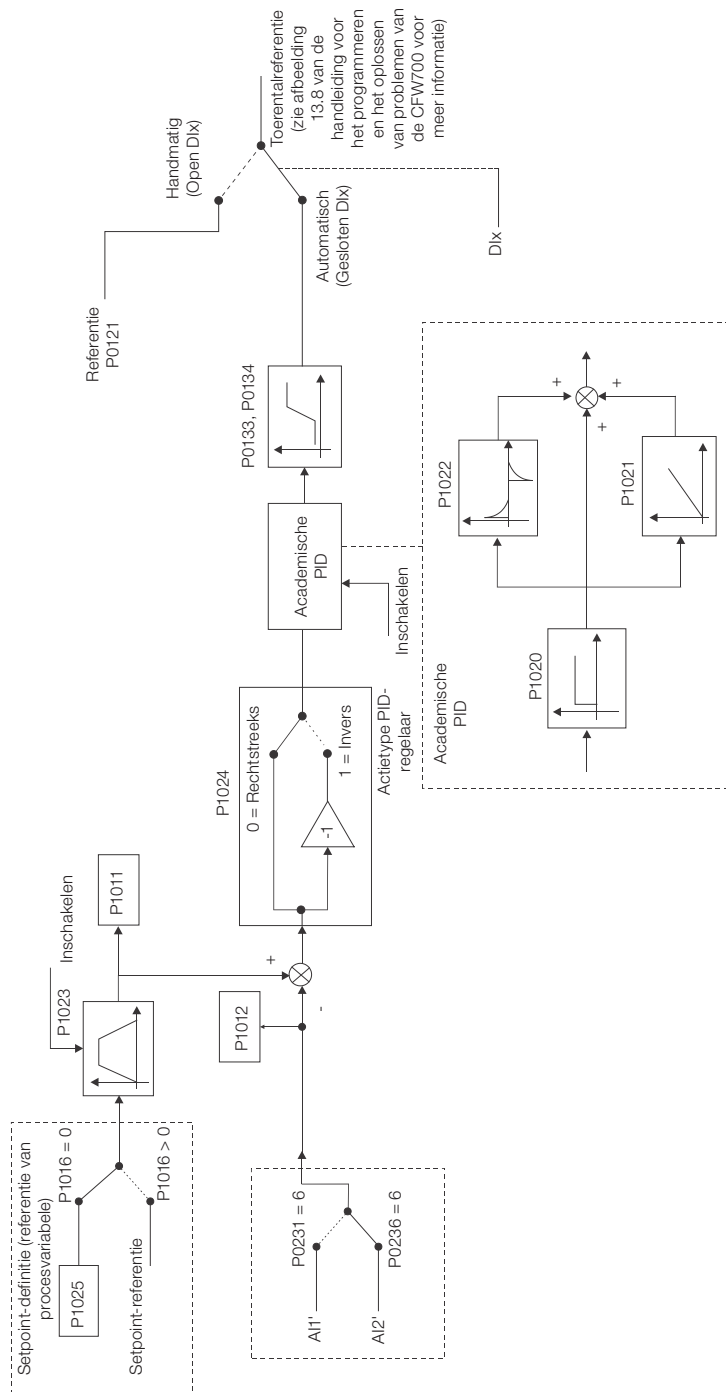 Setpoint-definitie (referentie van
procesvariabele)
P1025
P1016 = 0
Setpoint-referentie
P1016 > 0
P1023
Inschakelen
P1011
AI1'
P0231 = 6
AI2'
P0236 = 6
P1012
+
-
P1024
0 = Rechtstreeks
-1
1 = Invers
Actietype PID-
regelaar
Academische
PID
Inschakelen
P0133, P0134
Referentie
P0121
Handmatig
(Open DIx)
Automatisch
(Gesloten DIx)
DIx
Toerentalreferentie
(zie afbeelding
13.8 van de
handleiding voor
het programmeren
en het oplossen
van problemen van
de CFW700 voor
meer informatie)
Academische
PID
P1020
P1022
P1021
+
+
+